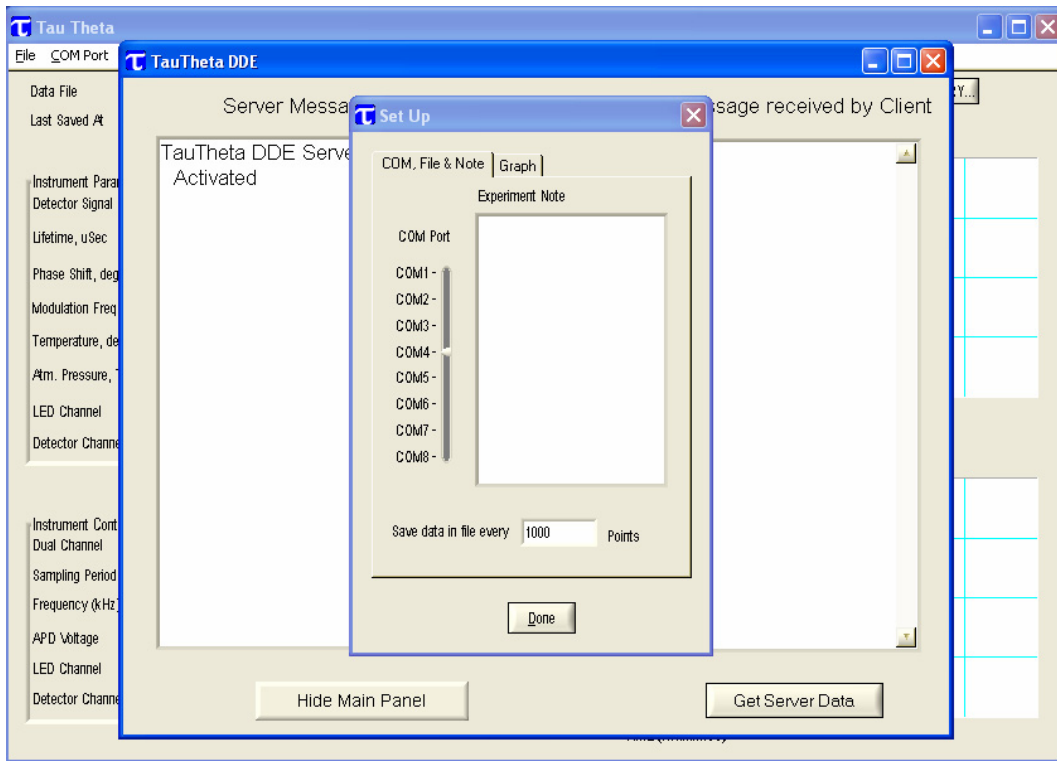 Tau Theta
File COM Port
TauTheta DDE
Data File
Last Saved At
Server Messa
ssage received by Client
Y...
Set Up
TauTheta DDE Serve
Activated
COM, File & Note
Graph
Experiment Note
COM Port
COM1 -
COM2 -
COM3 -
COM4 -
COM5 -
COM6 -
COM7 -
COM8 -
Save data in file every 1000 Points
Done
Instrument Para
Detector Signal
Lifetime, uSec
Phase Shift, deg
Modulation Freq
Temperature, de
Atm. Pressure, T
LED Channel
Detector Channe
Instrument Cont
Dual Channel
Sampling Period
Frequency (kHz)
APD Voltage
LED Channel
Detector Channe
Hide Main Panel
Get Server Data